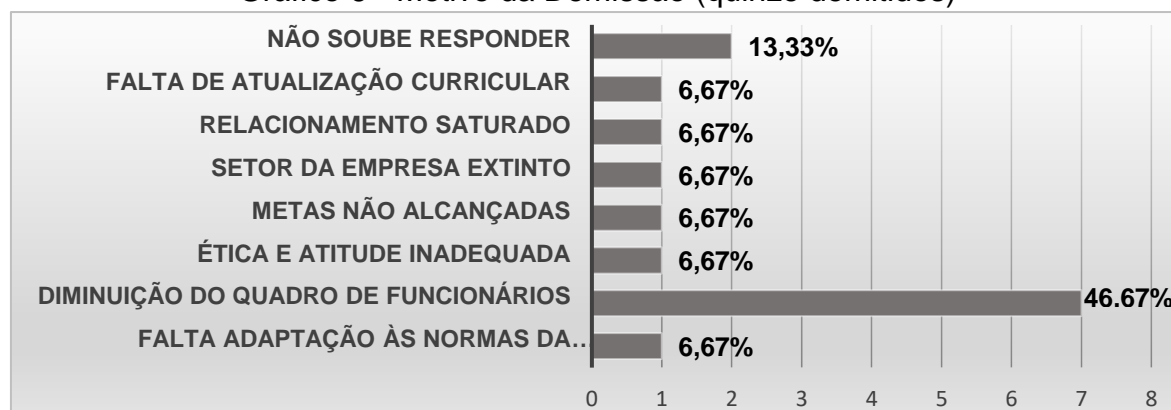 NÃO SOUBE RESPONDER 13,33%
FALTA DE ATUALIZAÇÃO CURRICULAR 6,67%
RELACIONAMENTO SATURADO 6,67%
SETOR DA EMPRESA EXTINTO 6,67%
METAS NÃO ALCANÇADAS 6,67%
ÉTICA E ATITUDE INADEQUADA 6,67%
DIMINUIÇÃO DO QUADRO DE FUNCIONÁRIOS 46.67%
FALTA ADAPTAÇÃO ÀS NORMAS DA... 6,67%
0 1 2 3 4 5 6 7 8